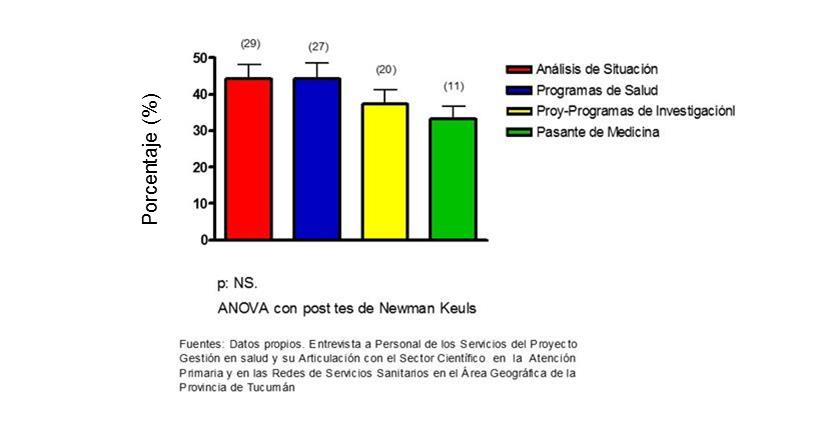 (29)
(27)
(20)
(11)
50
40
30
20
10
0
Porcentaje (%)
Análisis de Situación
Programas de Salud
Proy-Programas de Investigaciónl
Pasante de Medicina
p: NS.
ANOVA con post tes de Newman Keuls
Fuentes: Datos propios. Entrevista a Personal de los Servicios del Proyecto
Gestión en salud y su Articulación con el Sector Científico en la Atención
Primaria y en las Redes de Servicios Sanitarios en el Área Geográfica de la
Provincia de Tucumán